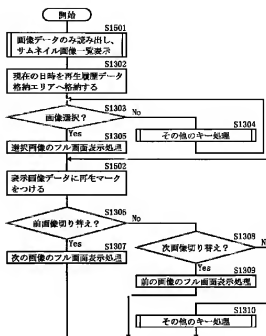 開始
S1501
画像データのみ読み出し、
サムネイル画像一覧表示
S1302
現在の日時を再生履歴データ
格納エリアへ格納する
S1303
画像選択?
No
Yes
S1305
S1304
選択画像のフル画面表示処理
その他のキー処理
S1502
表示画像データに再生マーク
をつける
S1306
前画像切り替え?
No
Yes
S1307
S1308
次の画像のフル画面表示処理
次画像切り替え?
No
Yes
S1309
前の画像のフル画面表示処理
S1310
その他のキー処理